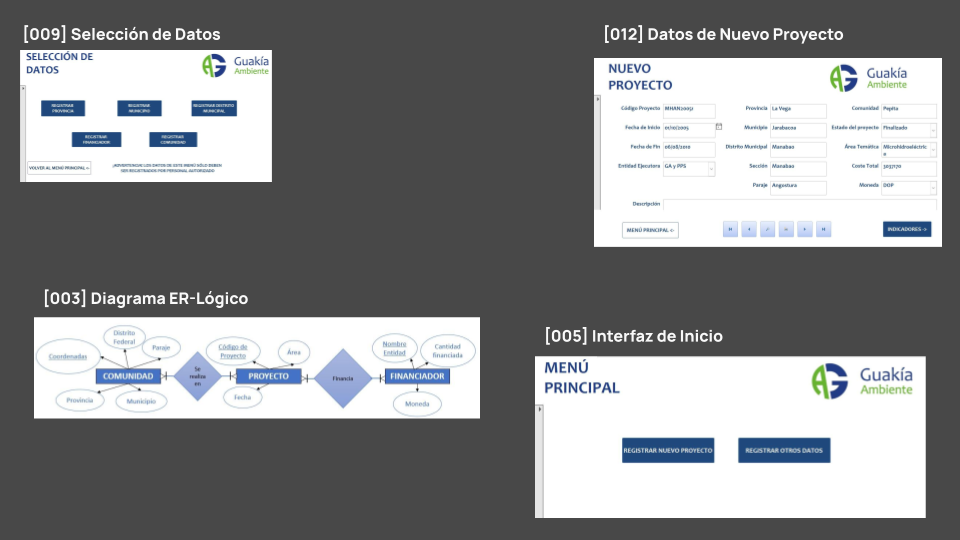 [009] Selección de Datos
SELECCIÓN DE
DATOS
Guakía
Ambiente
REGISTRAR
PROVINCIA
REGISTRAR
MUNICIPIO
REGISTRAR DISTRITO
MUNICIPAL
REGISTRAR
FINANCIADOR
REGISTRAR
COMUNIDAD
VOLVER AL MENÚ PRINCIPAL
¡ADVERTENCIA! LOS DATOS DE ESTE MENÚ SÓLO DEBEN
SER REGISTRADOS POR PERSONAL AUTORIZADO
[012] Datos de Nuevo Proyecto
NUEVO
PROYECTO
Guakía
Ambiente
Código Proyecto
Provincia La Vega Comunidad Pepita
Fecha de Inicio 01/10/2005 Municipio Jarabacoa Estado del proyecto Finalizado
Fecha de Fin 06/08/2010 Distrito Municipal Manabao Área Temática Microhidroeléctric
a
Entidad Ejecutora GA y PPS Sección Manabao Coste Total 3037170
Paraje Angostura Moneda DOP
Descripción
MENÚ PRINCIPAL
INDICADORES
[003] Diagrama ER-Lógico
Coordenadas
Distrito
Federal
Paraje
COMUNIDAD
Provincia
Municipio
Se
realiza
en
Código de
Proyecto
Área
PROYECTO
Fecha
Financia
Nombre
Entidad
Cantidad
financiada
FINANCIADOR
Moneda
[005] Interfaz de Inicio
MENÚ
PRINCIPAL
Guakía
Ambiente
REGISTRAR NUEVO PROYECTO
REGISTRAR OTROS DATOS